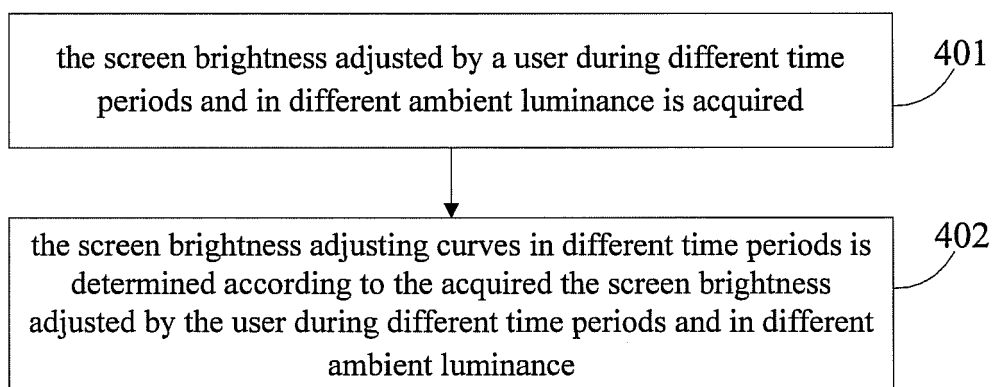 the screen brightness adjusted by a user during different time
periods and in different ambient luminance is acquired
401
the screen brightness adjusting curves in different time periods is
determined according to the acquired the screen brightness
adjusted by the user during different time periods and in different
ambient luminance
402